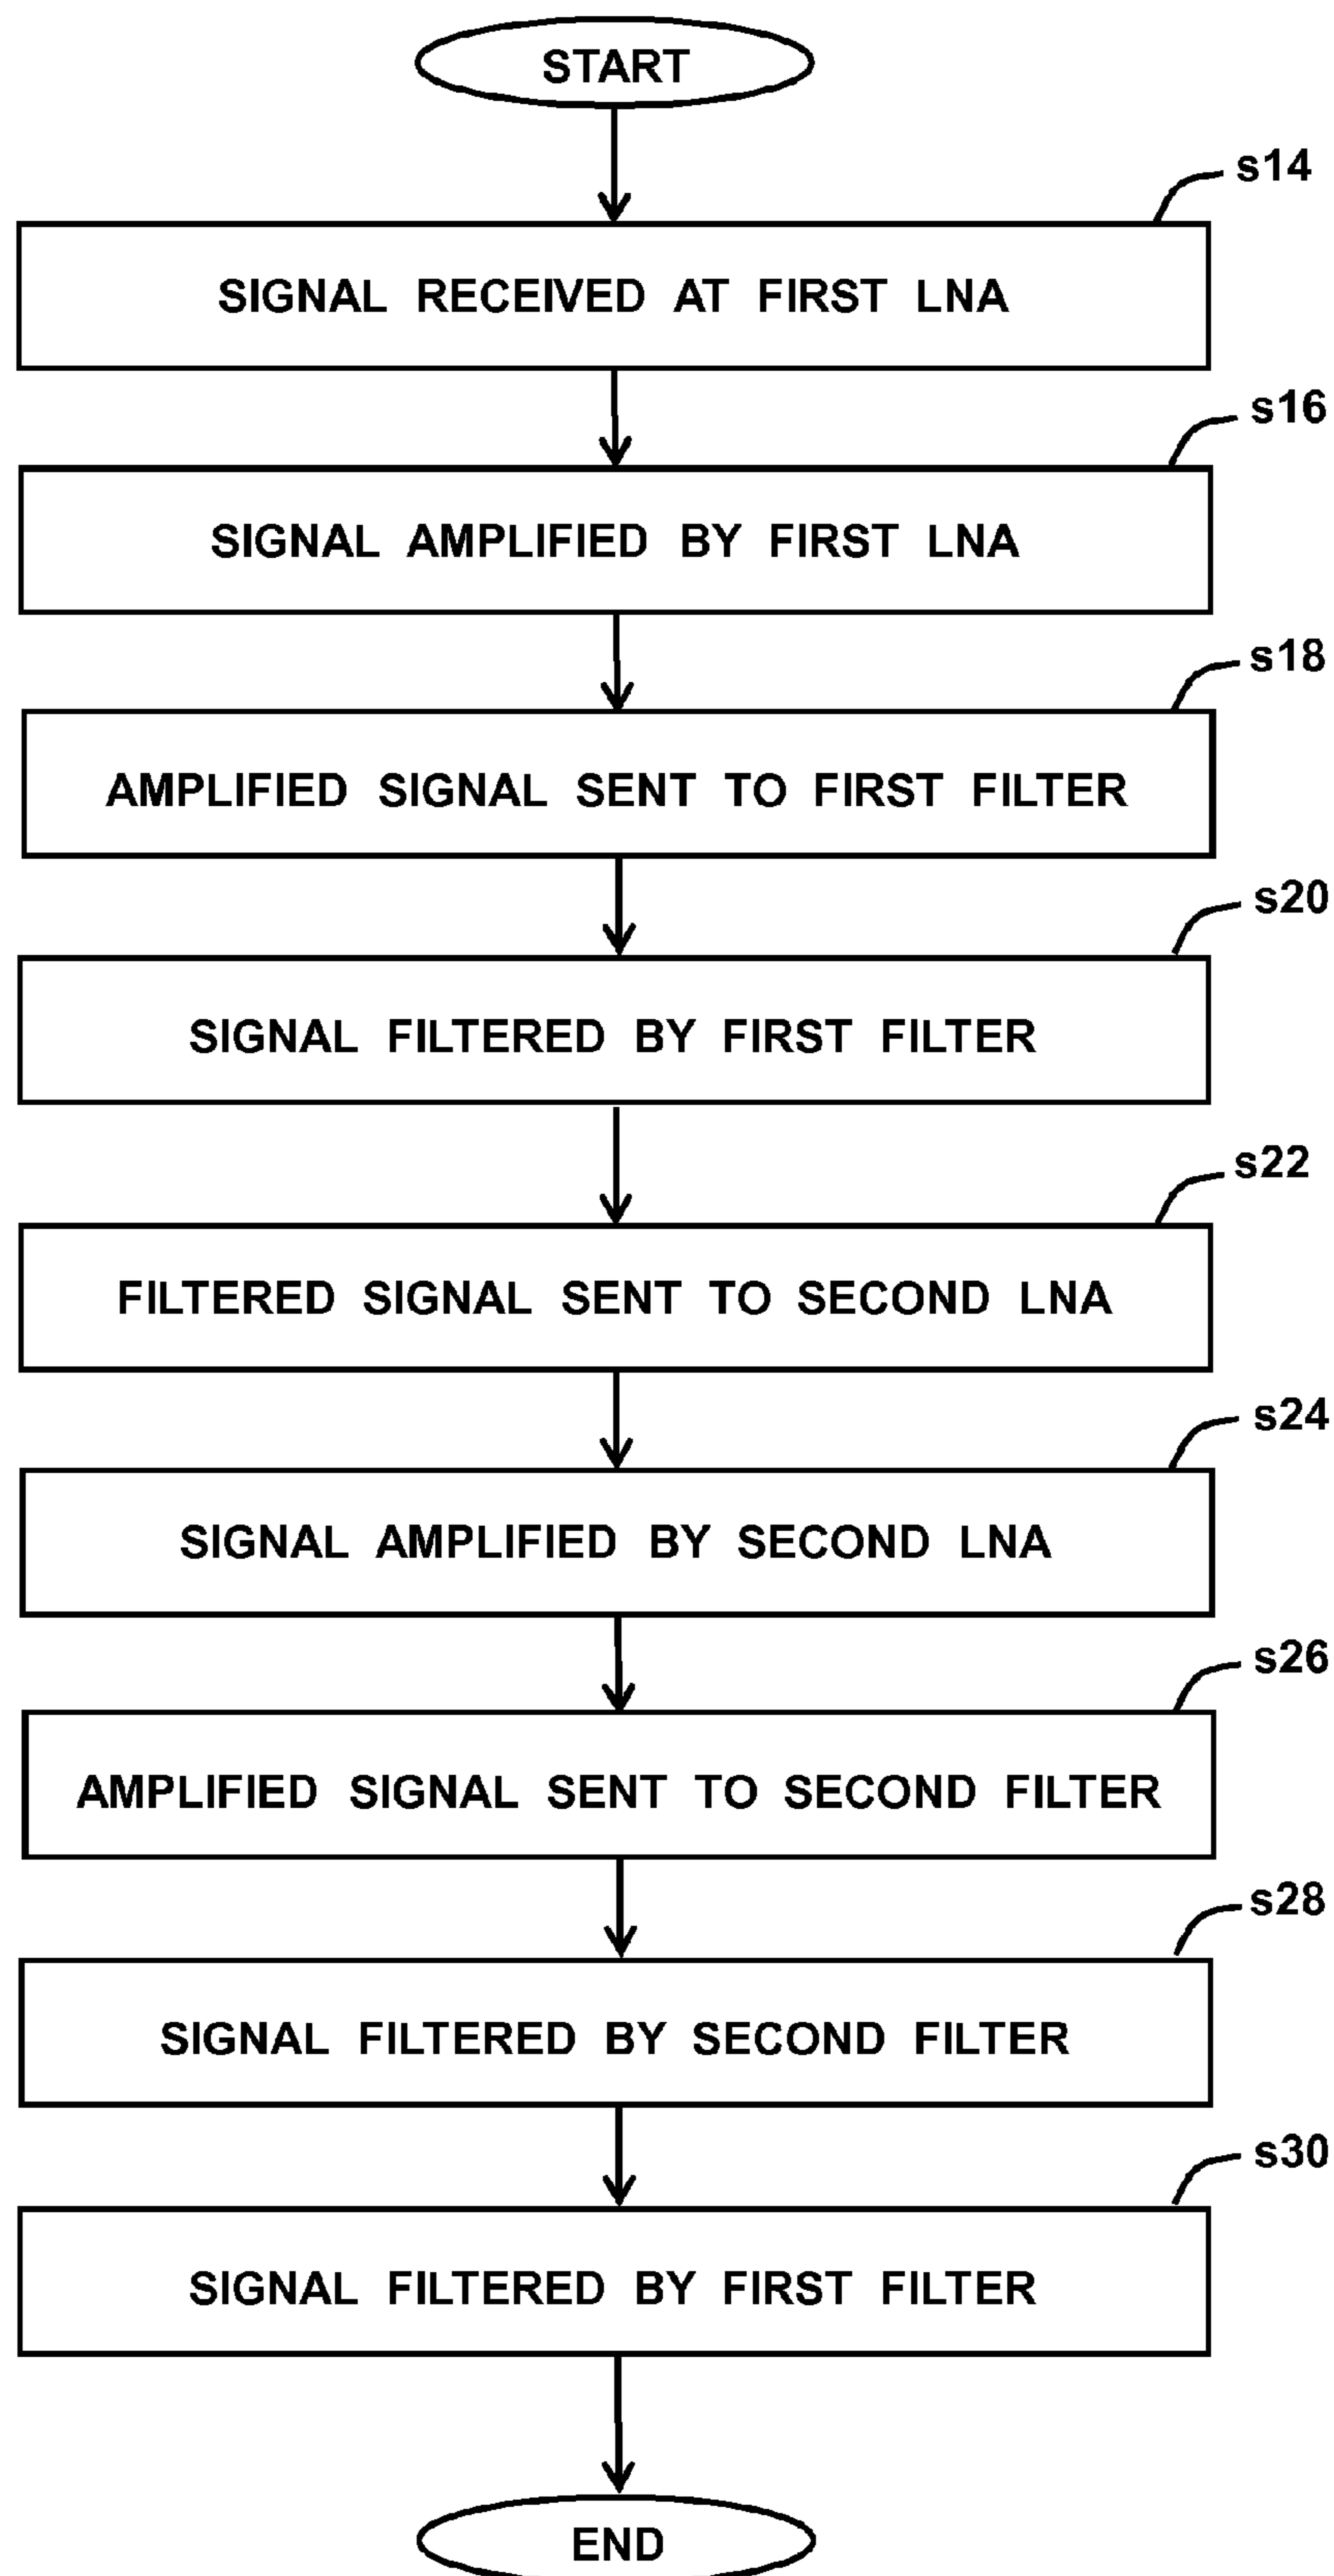 START
s14
SIGNAL RECEIVED AT FIRST LNA
s16
SIGNAL AMPLIFIED BY FIRST LNA
s18
AMPLIFIED SIGNAL SENT TO FIRST FILTER
s20
SIGNAL FILTERED BY FIRST FILTER
s22
FILTERED SIGNAL SENT TO SECOND LNA
s24
SIGNAL AMPLIFIED BY SECOND LNA
s26
AMPLIFIED SIGNAL SENT TO SECOND FILTER
s28
SIGNAL FILTERED BY SECOND FILTER
s30
SIGNAL FILTERED BY FIRST FILTER
END